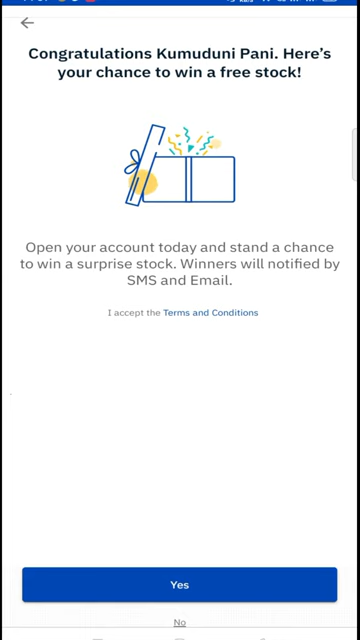 Congratulations Kumuduni Pani. Here's
your chance to win a free stock!
Open your account today and stand a chance
to win a surprise stock. Winners will notified by
SMS and Email.
I accept the Terms and Conditions
Yes
No